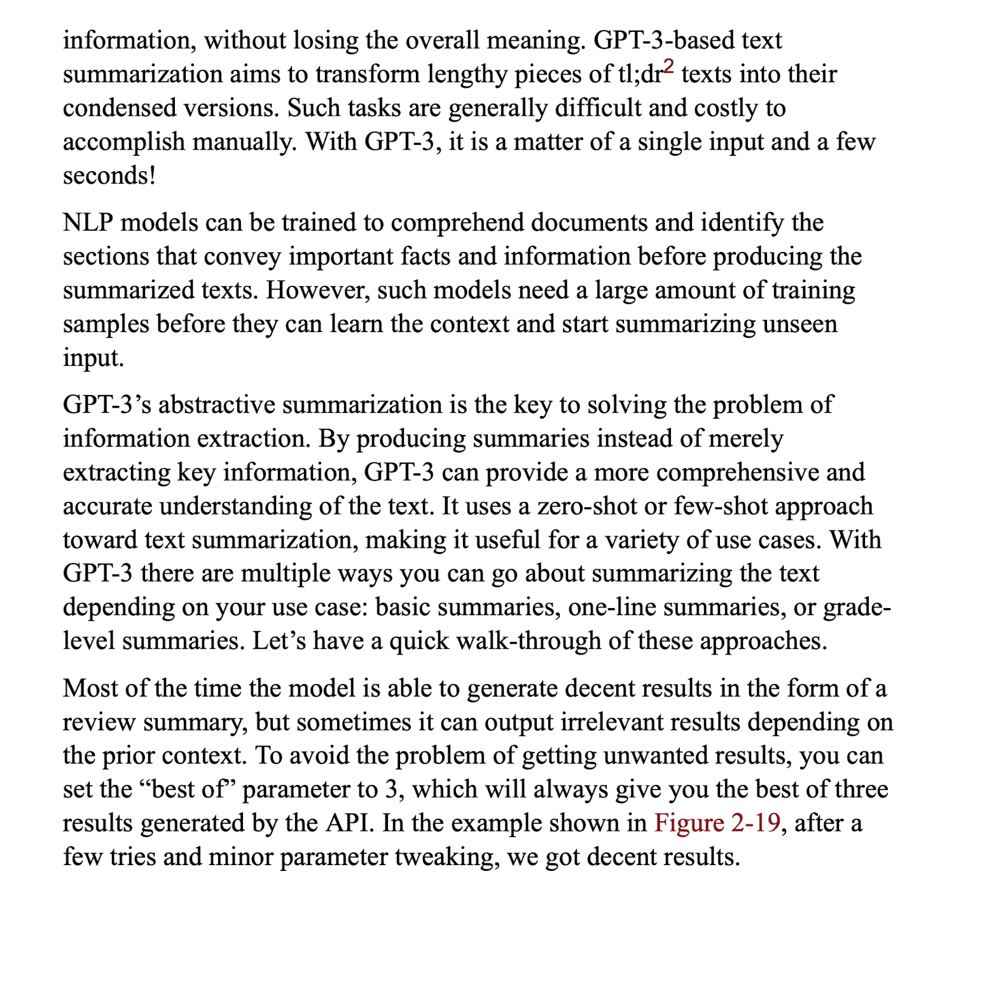 information, without losing the overall meaning. GPT-3-based text
summarization aims to transform lengthy pieces of tl;dr2 texts into their
condensed versions. Such tasks are generally difficult and costly to
accomplish manually. With GPT-3, it is a matter of a single input and a few
seconds!
NLP models can be trained to comprehend documents and identify the
sections that convey important facts and information before producing the
summarized texts. However, such models need a large amount of training
samples before they can learn the context and start summarizing unseen
input.
GPT-3’s abstractive summarization is the key to solving the problem of
information extraction. By producing summaries instead of merely
extracting key information, GPT-3 can provide a more comprehensive and
accurate understanding of the text. It uses a zero-shot or few-shot approach
toward text summarization, making it useful for a variety of use cases. With
GPT-3 there are multiple ways you can go about summarizing the text
depending on your use case: basic summaries, one-line summaries, or grade-
level summaries. Let’s have a quick walk-through of these approaches.
Most of the time the model is able to generate decent results in the form of a
review summary, but sometimes it can output irrelevant results depending on
the prior context. To avoid the problem of getting unwanted results, you can
set the “best of” parameter to 3, which will always give you the best of three
results generated by the API. In the example shown in Figure 2-19, after a
few tries and minor parameter tweaking, we got decent results.